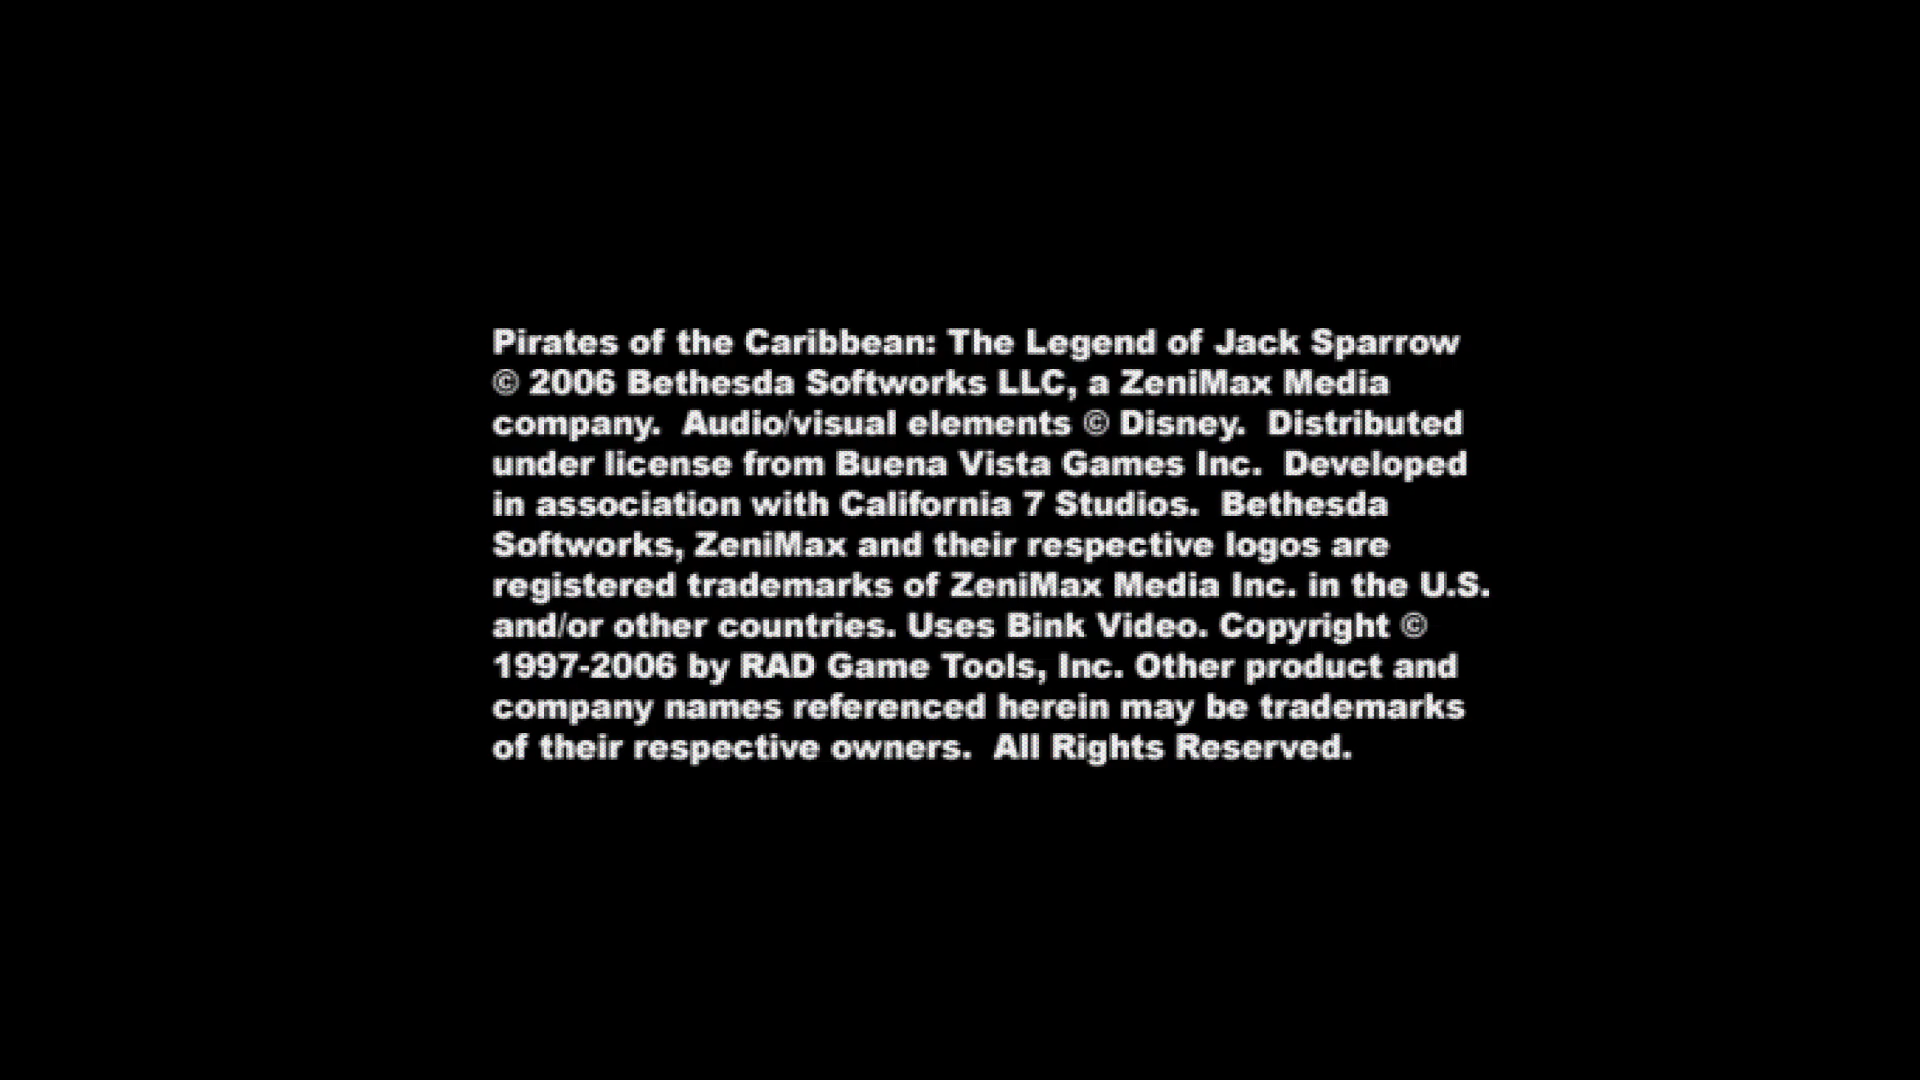 Pirates of the Caribbean: The Legend of Jack Sparrow
© 2006 Bethesda Softworks LLC, a ZeniMax Media
company.  Audio/visual elements © Disney.  Distributed
under license from Buena Vista Games Inc.  Developed
in association with California 7 Studios.  Bethesda
Softworks, ZeniMax and their respective logos are
registered trademarks of ZeniMax Media Inc. in the U.S.
and/or other countries. Uses Bink Video. Copyright ©
1997-2006 by RAD Game Tools, Inc. Other product and
company names referenced herein may be trademarks
of their respective owners.  All Rights Reserved.